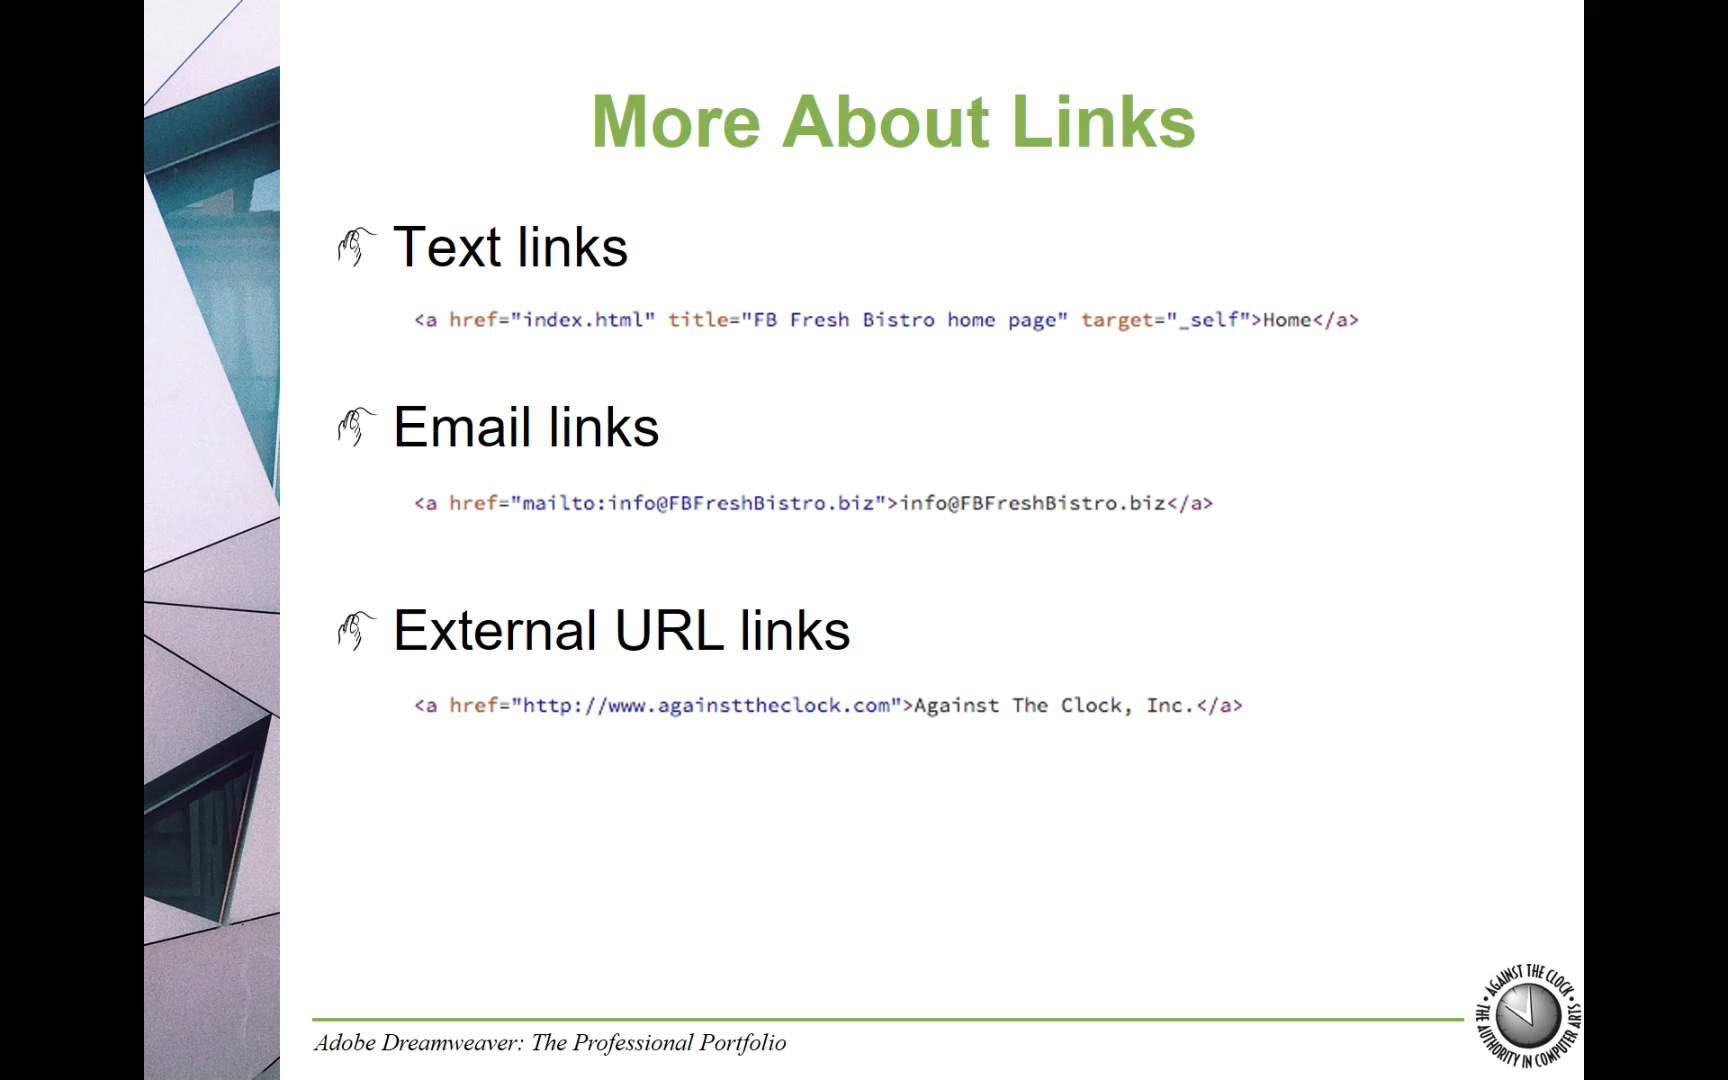 More About Links
Text links
<a href="index.html" title="FB Fresh Bistro home page" target="_self">Home</a>
Email links
<a href="mailto:info@FBFreshBistro.biz">info@FBFreshBistro.biz</a>
External URL links
<a href="http://www.againsttheclock.com">Against The Clock, Inc.</a>
Adobe Dreamweaver: The Professional Portfolio
• AGAINST THE CLOCK •
THE AUTHORITY IN COMPUTER ARTS